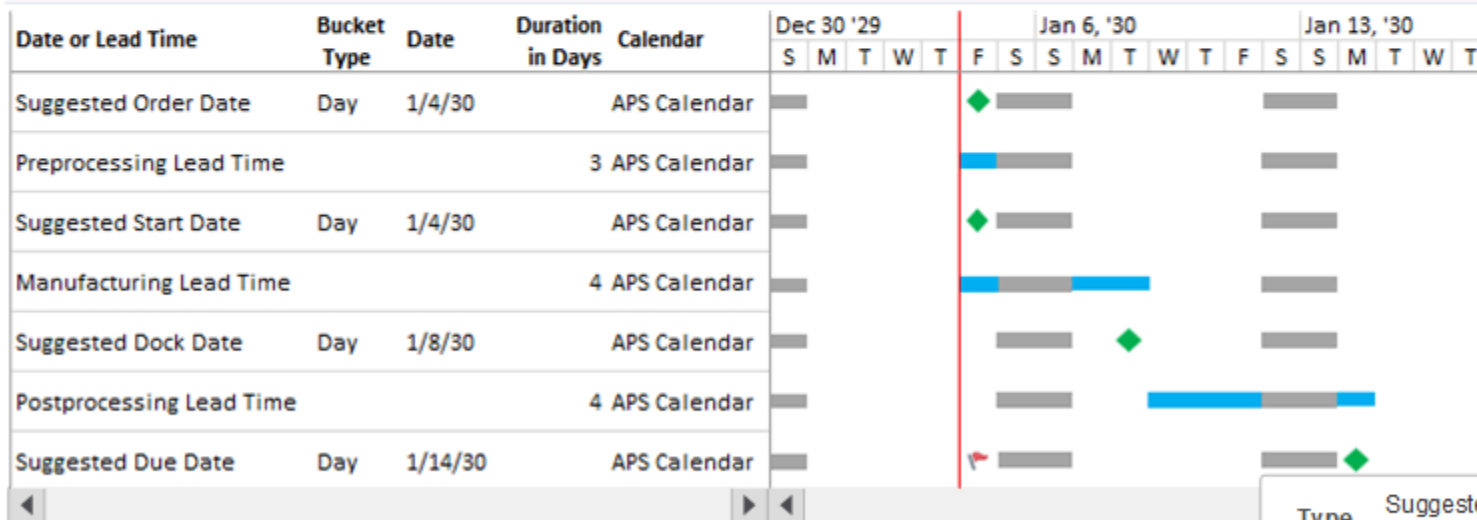 Date or Lead Time Bucket Type Date Duration in Days Calendar Dec 30 '29 Jan 6, '30 Jan 13, '30
S M T W T F S S M T W T F S S M T W T
Suggested Order Date Day 1/4/30 APS Calendar
Preprocessing Lead Time 3 APS Calendar
Suggested Start Date Day 1/4/30 APS Calendar
Manufacturing Lead Time 4 APS Calendar
Suggested Dock Date Day 1/8/30 APS Calendar
Postprocessing Lead Time 4 APS Calendar
Suggested Due Date Day 1/14/30 APS Calendar
Type Suggeste